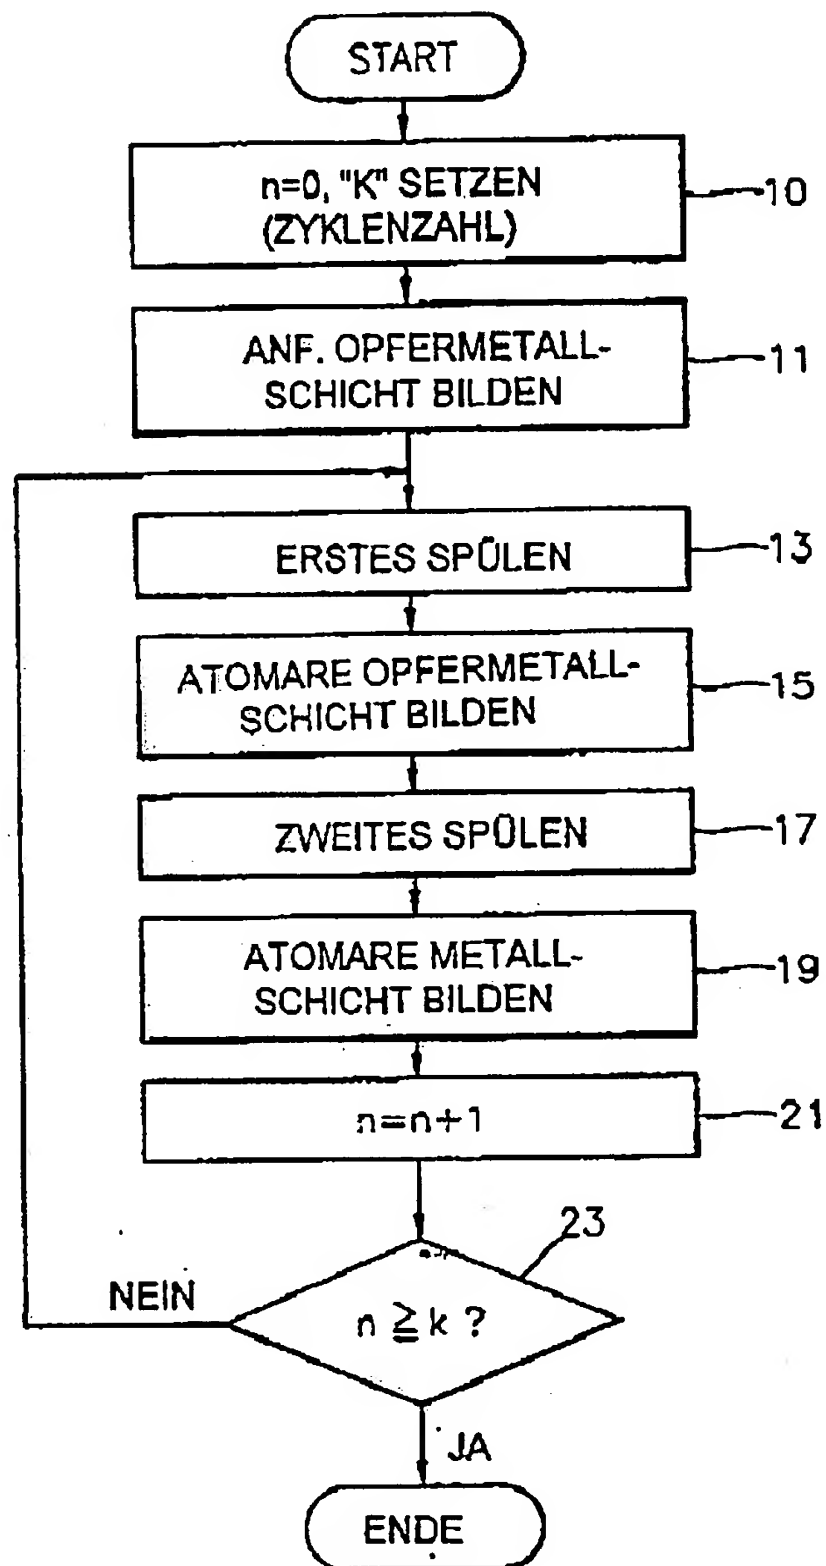 START
n=0, "K" SETZEN
(ZYKLENZAHL)
10
ANF. OPFERMETALL-
SCHICHT BILDEN
11
ERSTES SPÜLEN
13
ATOMARE OPFERMETALL-
SCHICHT BILDEN
15
ZWEITES SPÜLEN
17
ATOMARE METALL-
SCHICHT BILDEN
19
n=n+1
21
23
n ≧ k ?
NEIN
JA
ENDE